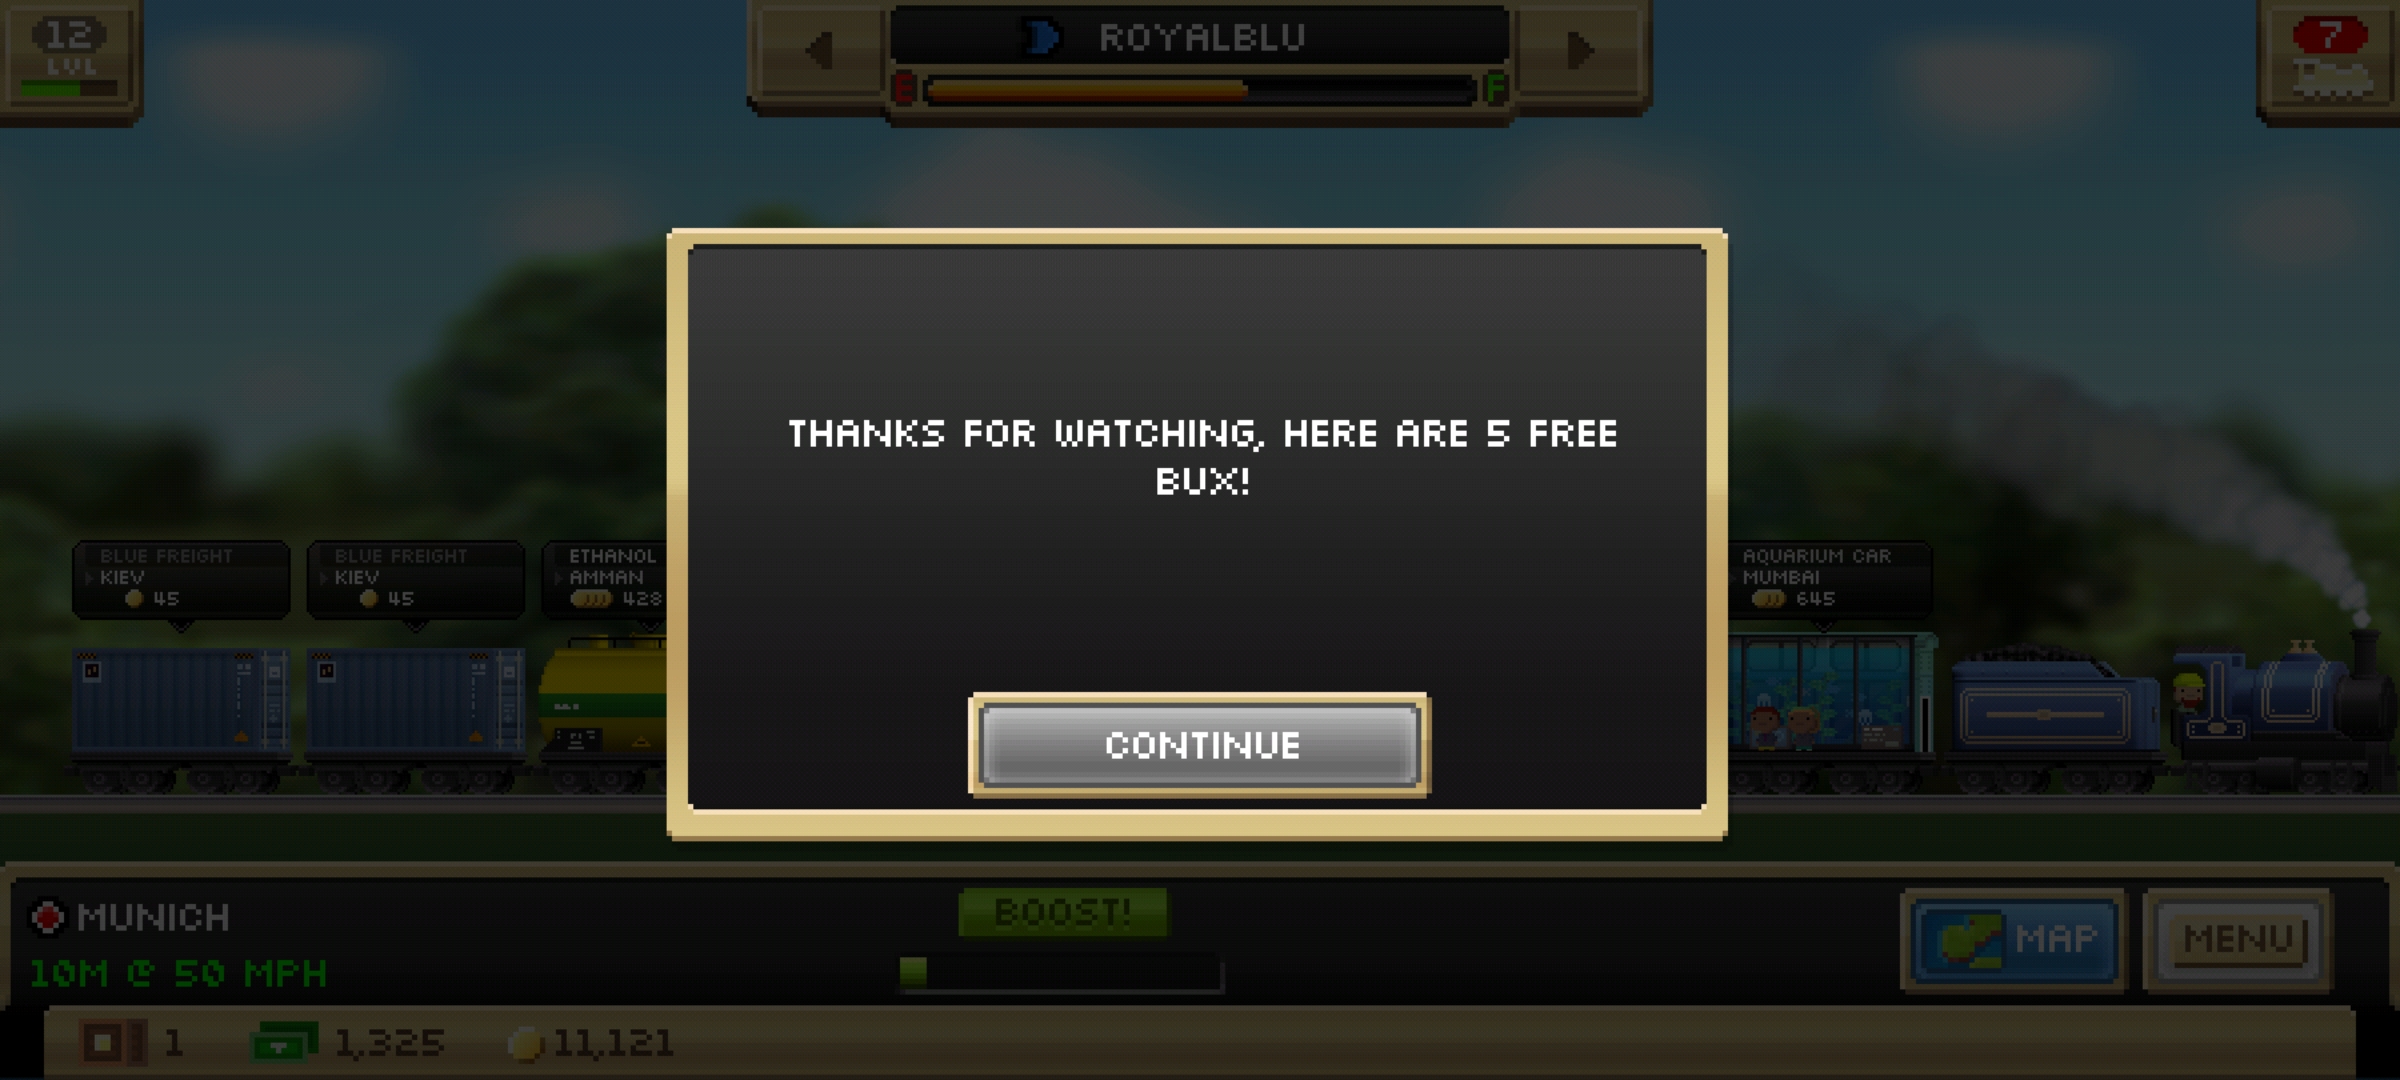 12
LVL
ROYALBLU
E F
7
THANKS FOR WATCHING, HERE ARE 5 FREE
BUX!
BLUE FREIGHT
KIEV
45
BLUE FREIGHT
KIEV
45
ETHANOL
AMMAN
428
AQUARIUM CAR
MUMBAI
645
CONTINUE
MUNICH
10M @ 50 MPH
BOOST!
MAP
MENU
1
1,325
11,121